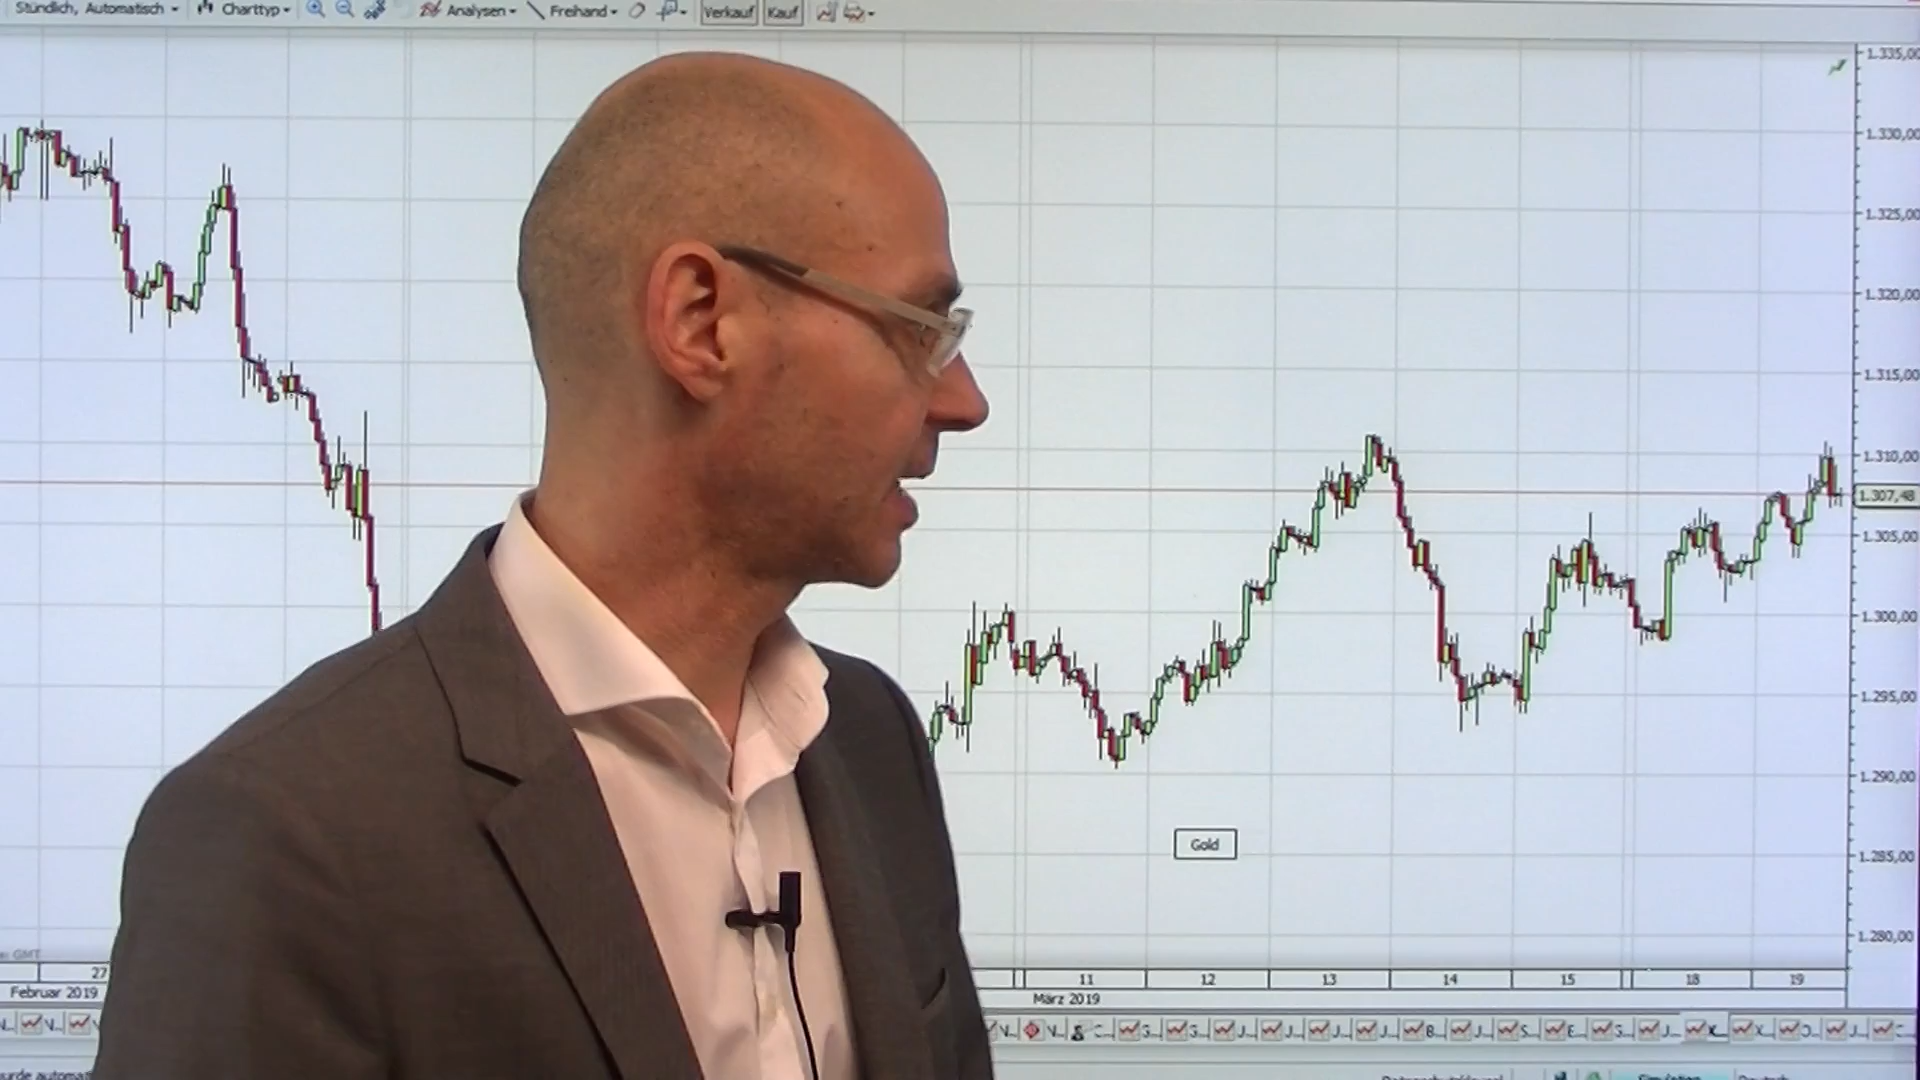 Stündlich, Automatisch Charttyp Analysen Freihand Verkauf Kauf
1.335,00
1.330,00
1.325,00
1.320,00
1.315,00
1.310,00
1.307,48
1.305,00
1.300,00
1.295,00
1.290,00
Gold
1.285,00
1.280,00
GMT
27 11 12 13 14 15 18 19
Februar 2019 März 2019
V... V... V... C... S... S... J... J... J... J... B... J... S... E... S... J... X... X... O... J... C...
Simulation Deutsch